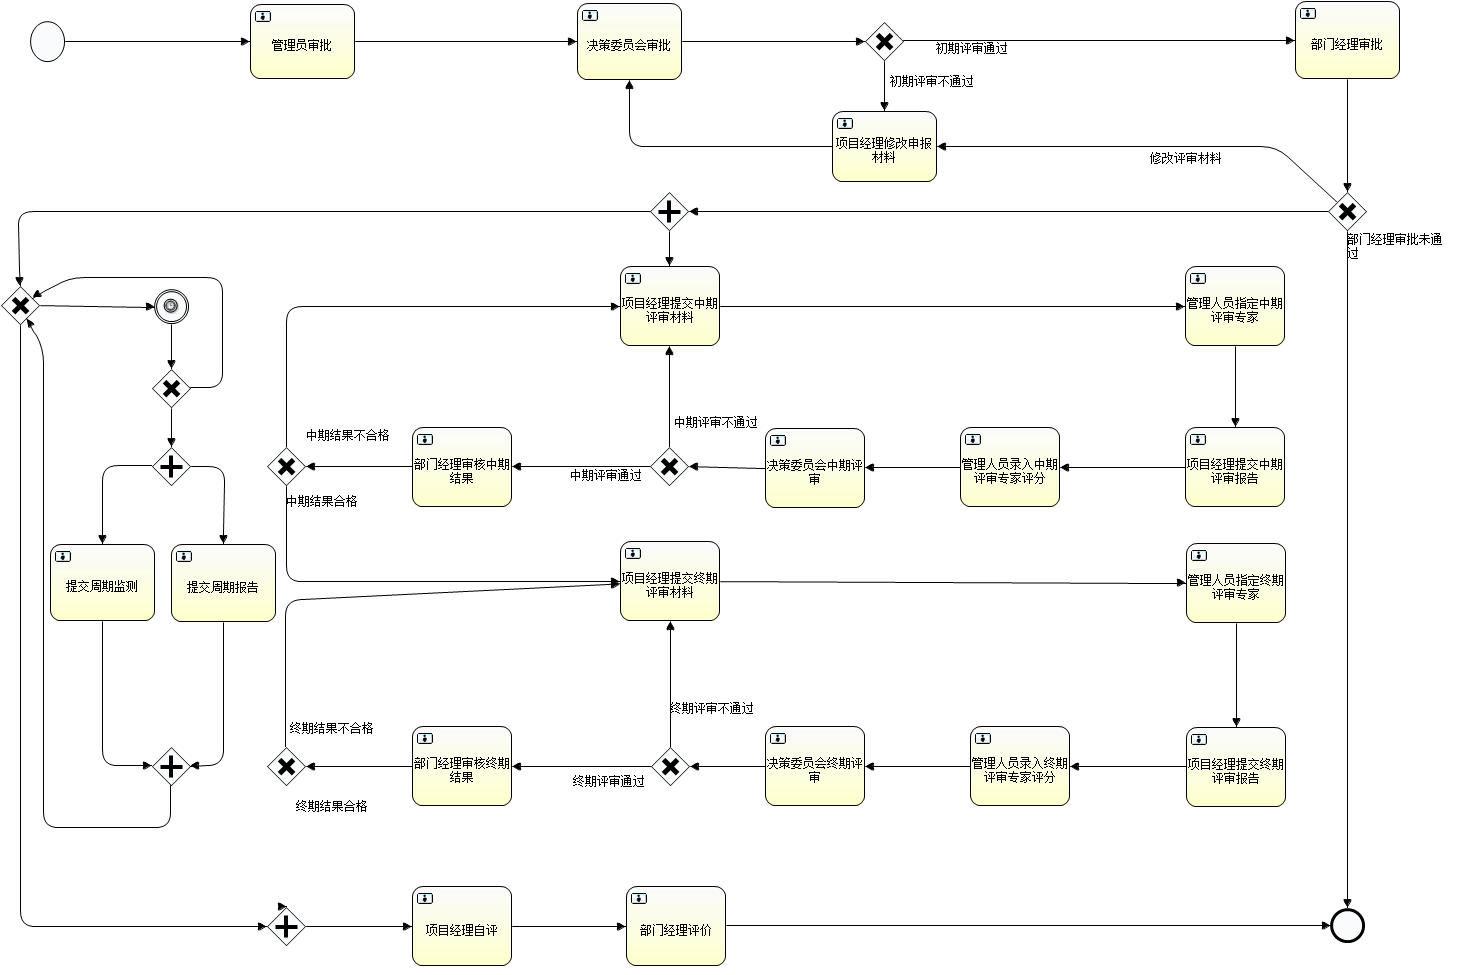 管理员审批
决策委员会审批
初期评审通过
部门经理审批
初期评审不通过
项目经理修改申报
材料
修改评审材料
部门经理审批未通
过
项目经理提交中期
评审材料
管理人员指定中期
评审专家
中期评审不通过
中期结果不合格
部门经理审核中期
结果
中期评审通过
决策委员会中期评
审
管理人员录入中期
评审专家评分
项目经理提交中期
评审报告
中期结果合格
提交周期监测
提交周期报告
项目经理提交终期
评审材料
管理人员指定终期
评审专家
终期评审不通过
终期结果不合格
部门经理审核终期
结果
终期评审通过
决策委员会终期评
审
管理人员录入终期
评审专家评分
项目经理提交终期
评审报告
终期结果合格
项目经理自评
部门经理评价